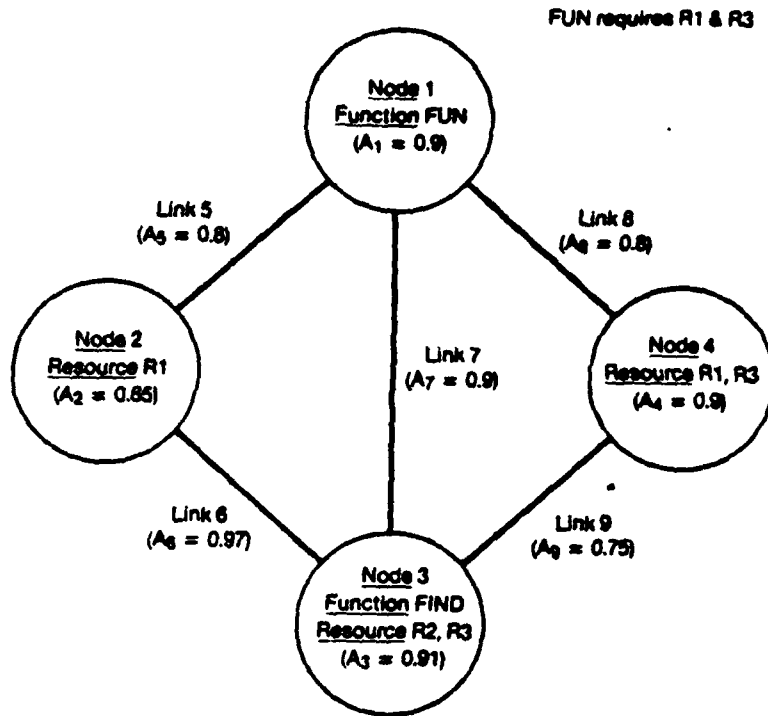 FUN requires R1 & R3
Node 1
Function FUN
(A1 = 0.9)
Link 5
(A5 = 0.8)
Link 8
(A8 = 0.8)
Node 2
Resource R1
(A2 = 0.85)
Link 7
(A7 = 0.9)
Node 4
Resource R1, R3
(A4 = 0.9)
Link 6
(A6 = 0.97)
Link 9
(A9 = 0.75)
Node 3
Function FIND
Resource R2, R3
(A3 = 0.91)